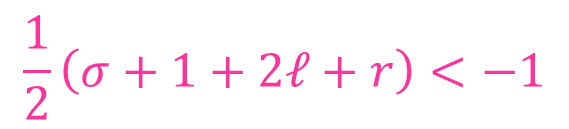 ½(σ + 1 + 2ℓ + r) < −1